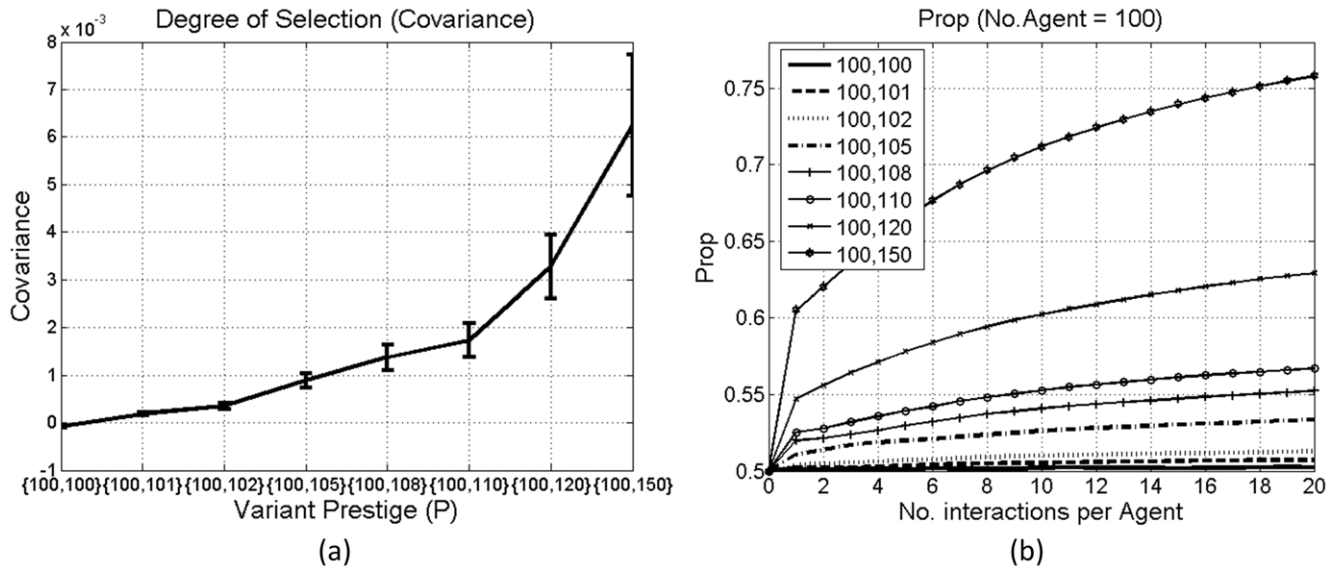 Degree of Selection (Covariance)
x 10⁻³
8
7
6
5
4
3
2
1
0
-1
Covariance
{100,100}{100,101}{100,102}{100,105}{100,108}{100,110}{100,120}{100,150}
Variant Prestige (P)
(a)
Prop (No.Agent = 100)
100,100
100,101
100,102
100,105
100,108
100,110
100,120
100,150
0.75
0.7
0.65
0.6
0.55
0.5
Prop
0 2 4 6 8 10 12 14 16 18 20
No. interactions per Agent
(b)